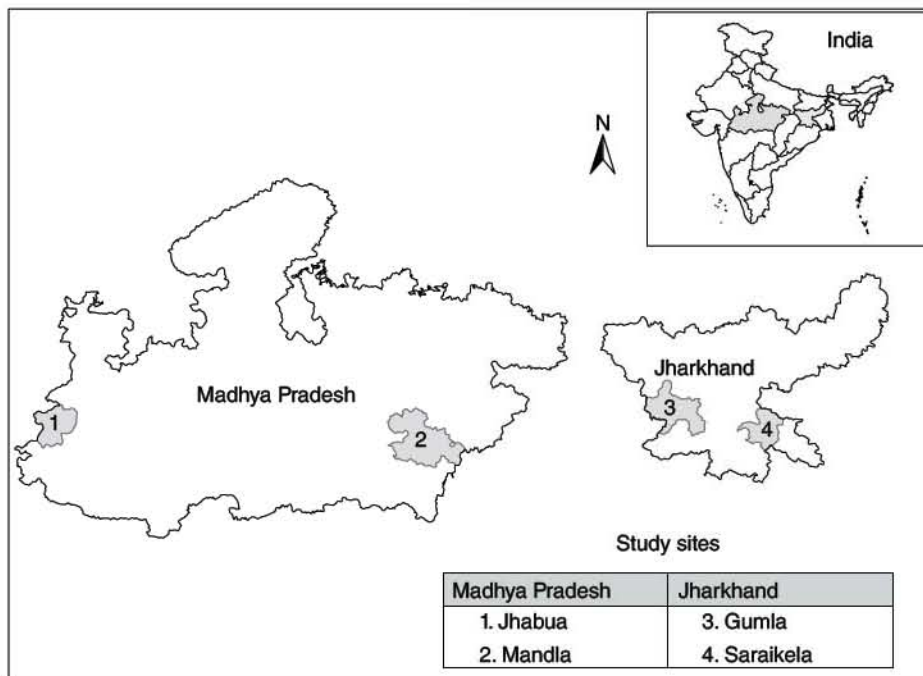 India
N
Madhya Pradesh
Jharkhand
1
2
3
4
Study sites
Madhya Pradesh Jharkhand
1. Jhabua 3. Gumla
2. Mandla 4. Saraikela